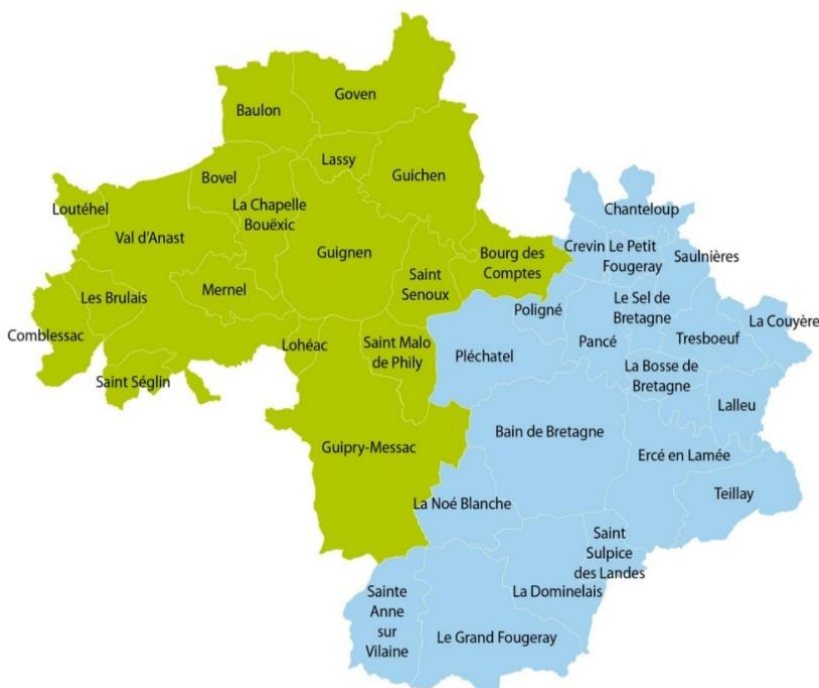 Goven
Baulon
Lassy
Bovel
Guichen
La Chapelle
Bouëxic
Loutéhel
Val d'Anast
Guignen
Bourg des
Comptes
Saint
Senoux
Mernel
Les Brulais
Comblessac
Lohéac
Saint Malo
de Phily
Saint Séglin
Guipry-Messac
Chanteloup
Crevin Le Petit
Fougeray
Saulnières
Le Sel de
Bretagne
La Couyère
Poligné
Tresboeuf
Pancé
Pléchatel
La Bosse de
Bretagne
Lalleu
Bain de Bretagne
Ercé en Lamée
Teillay
La Noé Blanche
Saint
Sulpice
des Landes
La Dominelais
Sainte
Anne
sur
Vilaine
Le Grand Fougeray